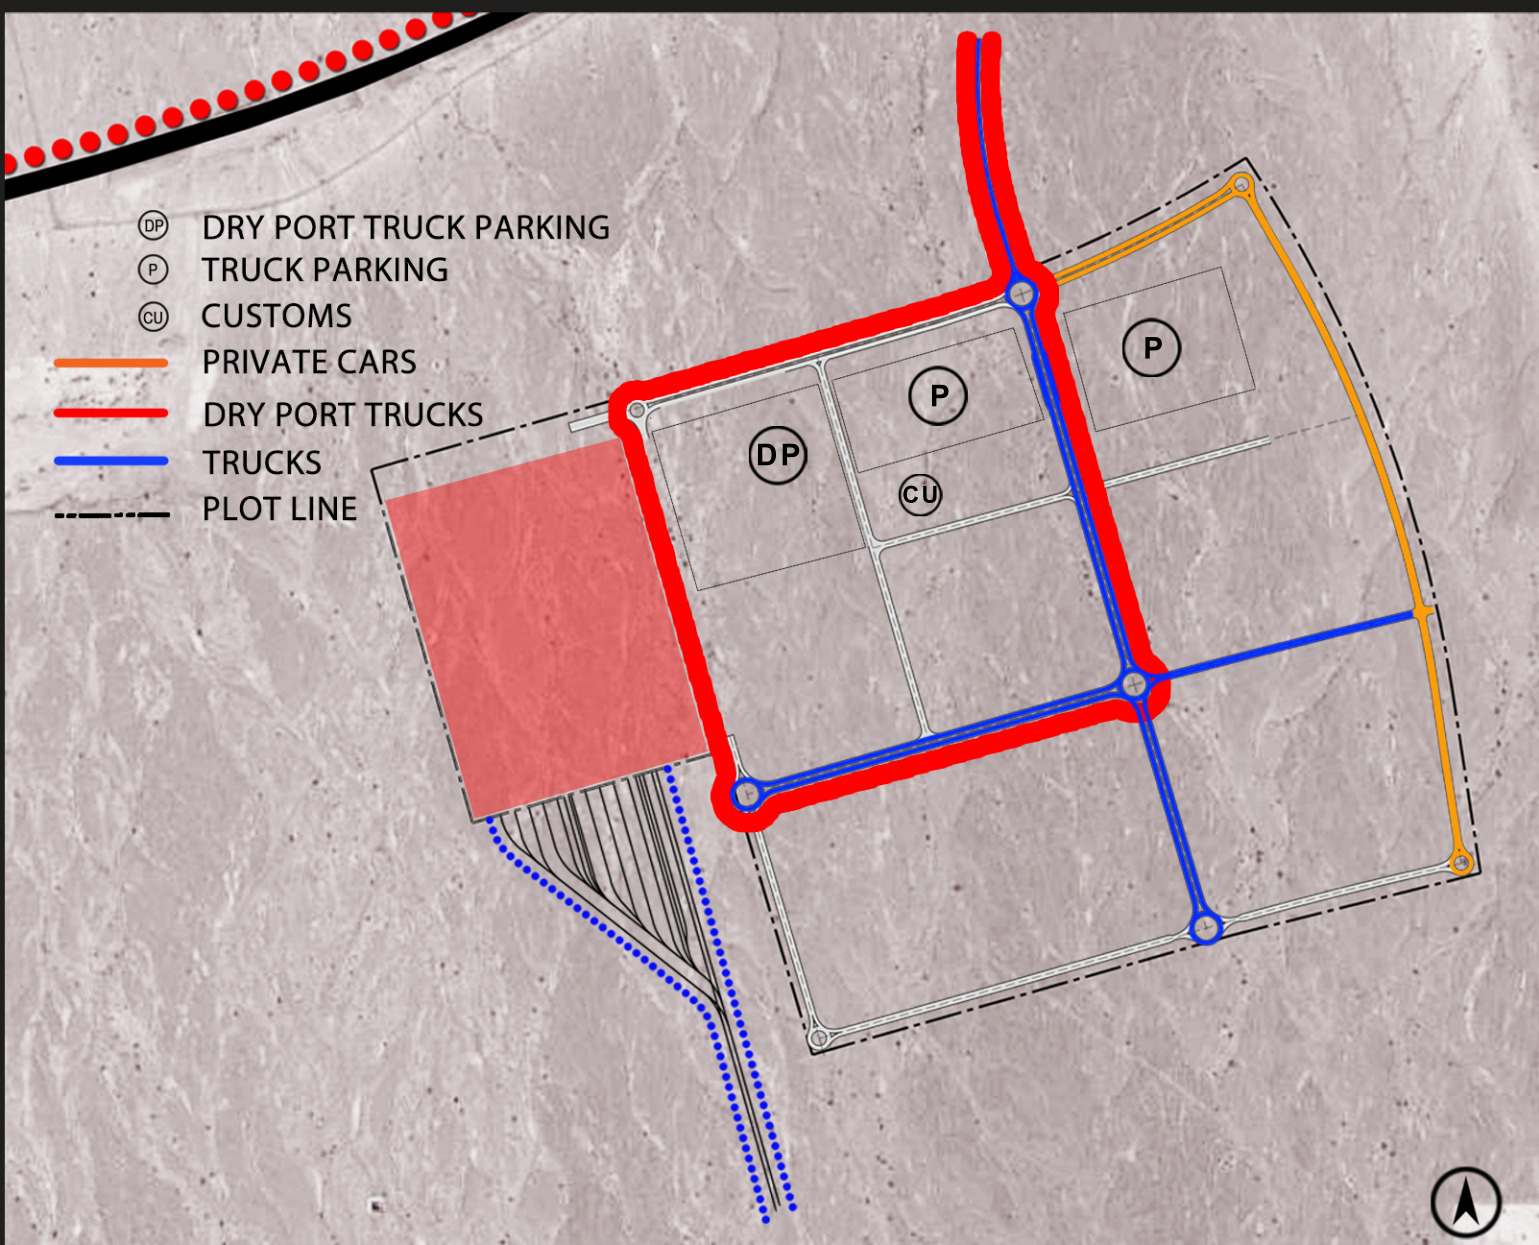 DP DRY PORT TRUCK PARKING
P TRUCK PARKING
CU CUSTOMS
PRIVATE CARS
DRY PORT TRUCKS
TRUCKS
PLOT LINE
P
P
DP
CU